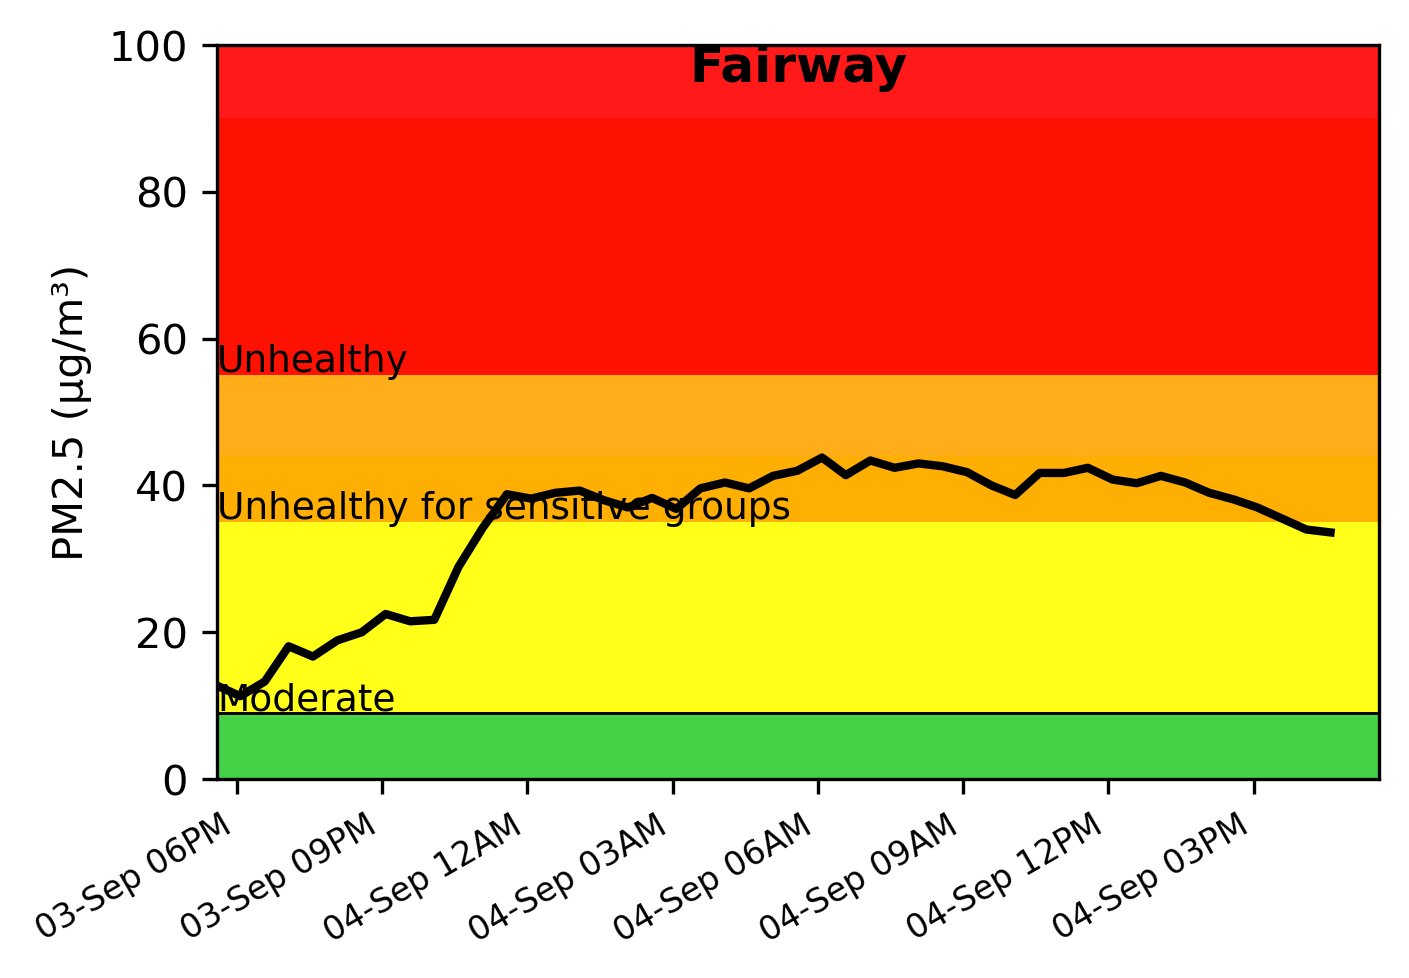 Fairway
PM2.5 (µg/m³)
100
80
60
40
20
0
Unhealthy
Unhealthy for sensitive groups
Moderate
03-Sep 06PM
03-Sep 09PM
04-Sep 12AM
04-Sep 03AM
04-Sep 06AM
04-Sep 09AM
04-Sep 12PM
04-Sep 03PM